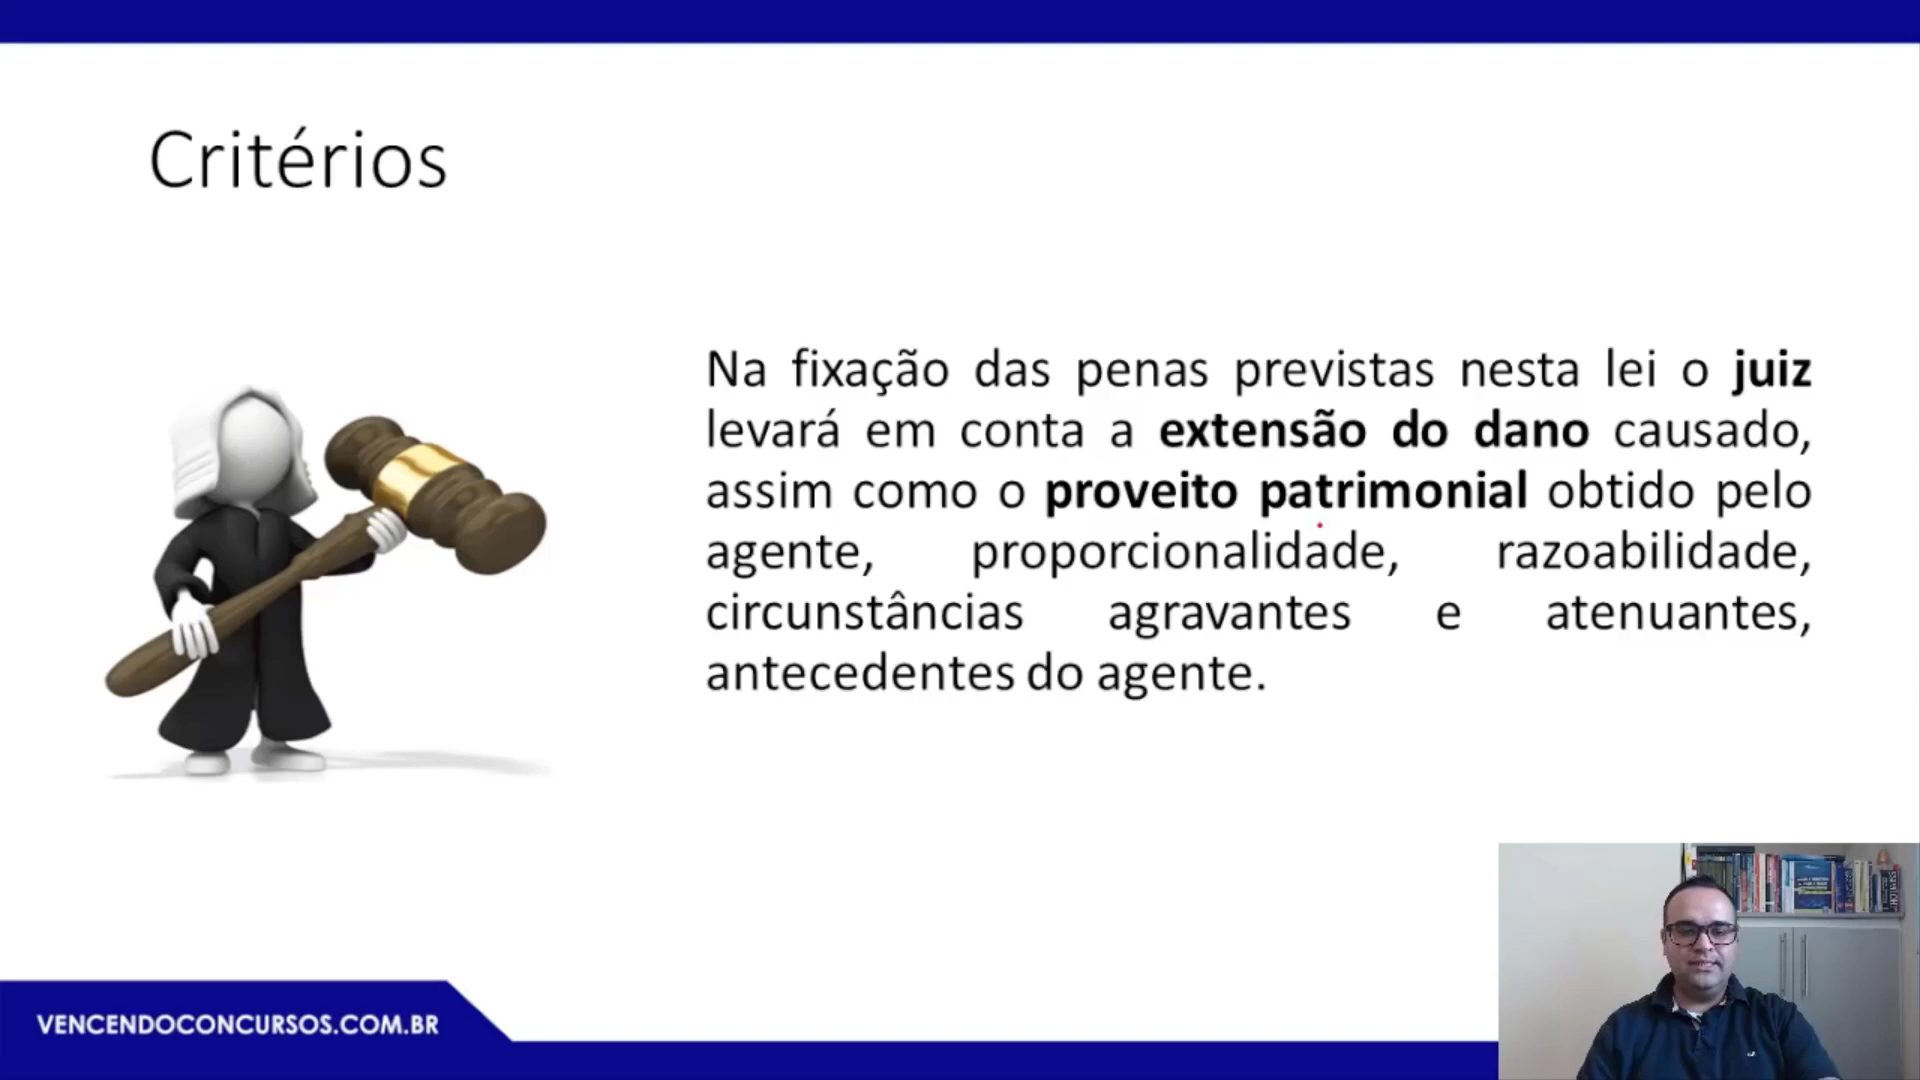 Critérios
Na fixação das penas previstas nesta lei o juiz
levará em conta a extensão do dano causado,
assim como o proveito patrimonial obtido pelo
agente, proporcionalidade, razoabilidade,
circunstâncias agravantes e atenuantes,
antecedentes do agente.
VENCENDOCONCURSOS.COM.BR